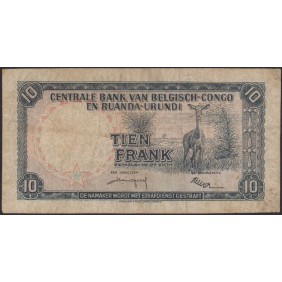 10 CENTRALE BANK VAN BELGISCH-CONGO 10
EN RUANDA-URUNDI
TIEN
FRANK
10 10
DE NAMAKER WORDT MET STRAFDIENST GESTRAFT